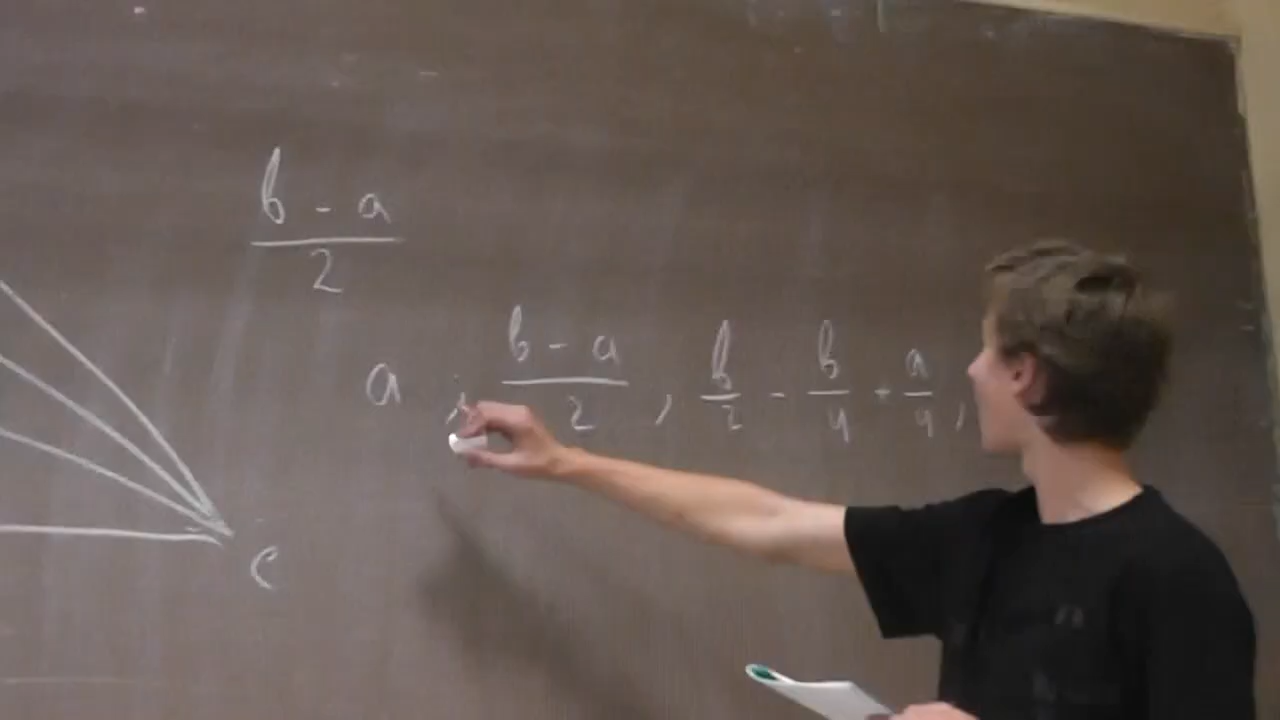 b - a
2
a , b - a / 2 , b/2 - b/4 + a/4 ,
c